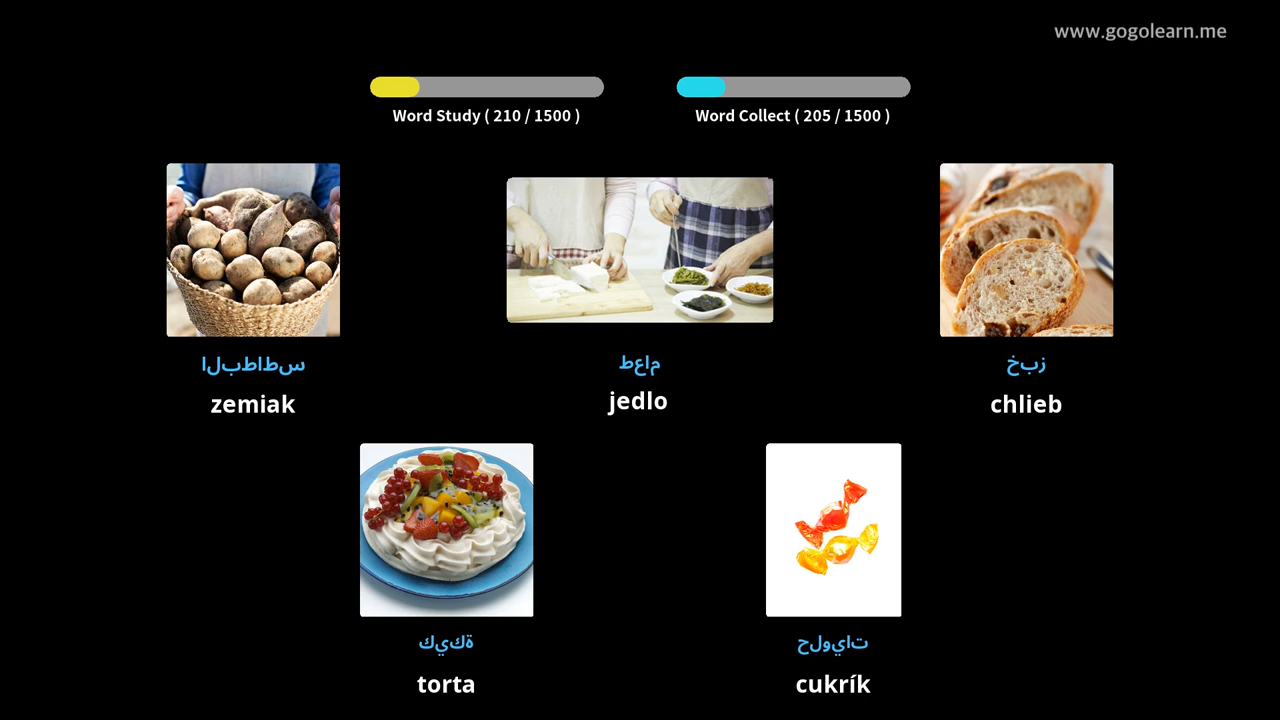 www.gogolearn.me
Word Study ( 210 / 1500 )
Word Collect ( 205 / 1500 )
البطاطس
zemiak
طعام
jedlo
خبز
chlieb
كيكة
torta
حلويات
cukrík